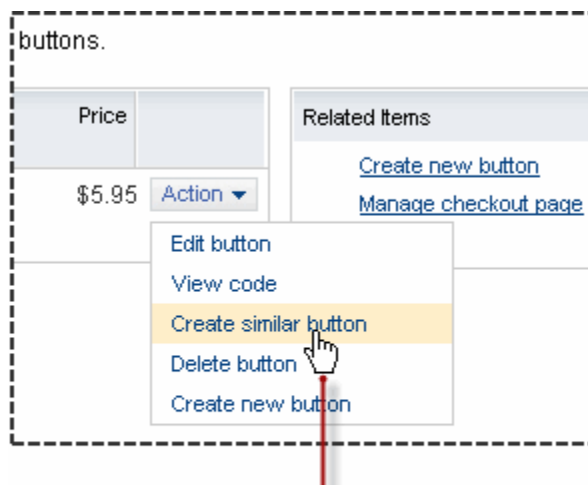 buttons.
Price
Related Items
Create new button
$5.95 Action
Manage checkout page
Edit button
View code
Create similar button
Delete button
Create new button